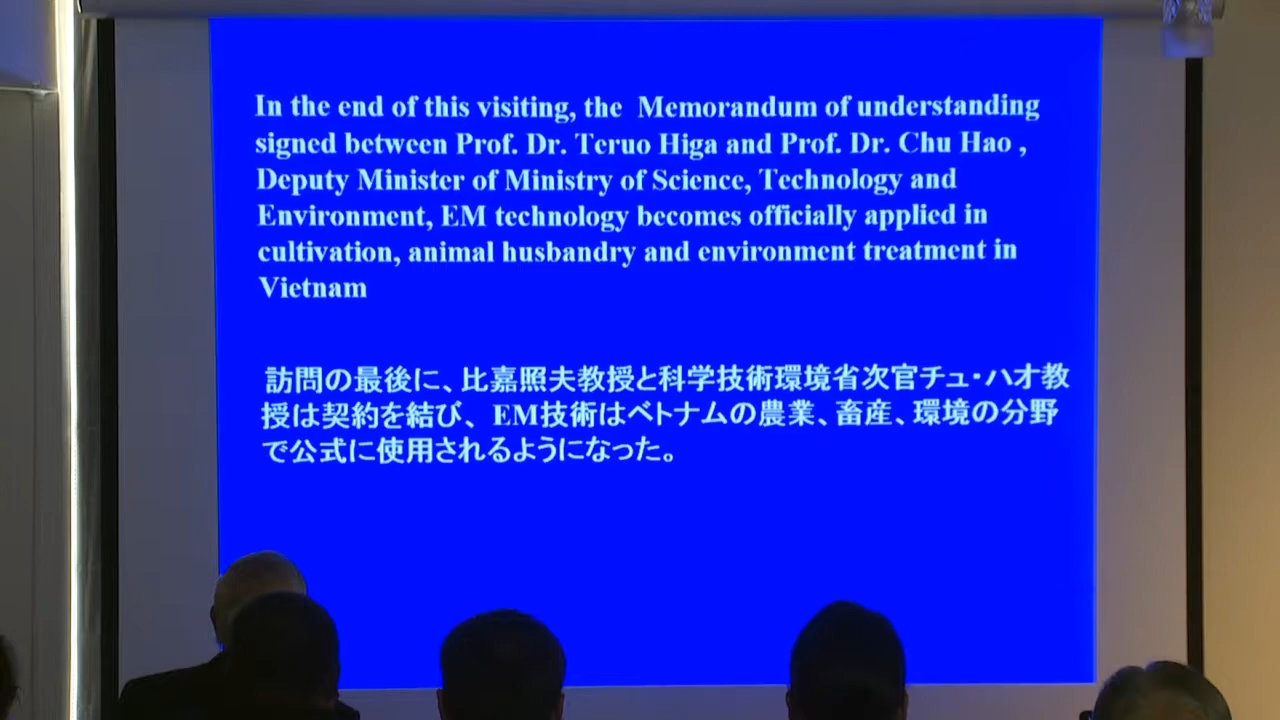 In the end of this visiting, the Memorandum of understanding
signed between Prof. Dr. Teruo Higa and Prof. Dr. Chu Hao ,
Deputy Minister of Ministry of Science, Technology and
Environment, EM technology becomes officially applied in
cultivation, animal husbandry and environment treatment in
Vietnam
訪問の最後に、比嘉照夫教授と科学技術環境省次官チュ・ハオ教
授は契約を結び、 EM技術はベトナムの農業、畜産、環境の分野
で公式に使用されるようになった。